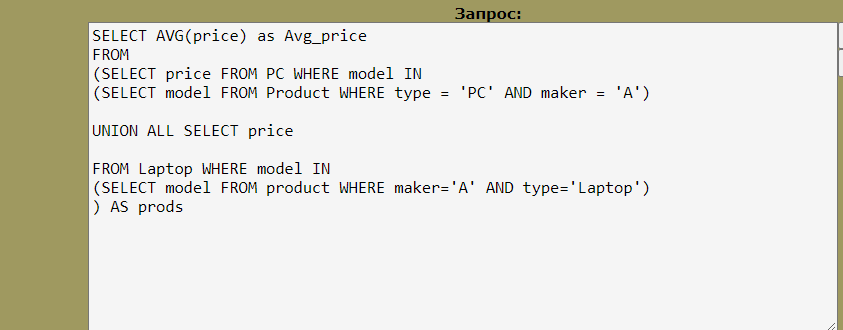 Запрос:
SELECT AVG(price) as Avg_price
FROM
(SELECT price FROM PC WHERE model IN
(SELECT model FROM Product WHERE type = 'PC' AND maker = 'A')
UNION ALL SELECT price
FROM Laptop WHERE model IN
(SELECT model FROM product WHERE maker='A' AND type='Laptop')
) AS prods